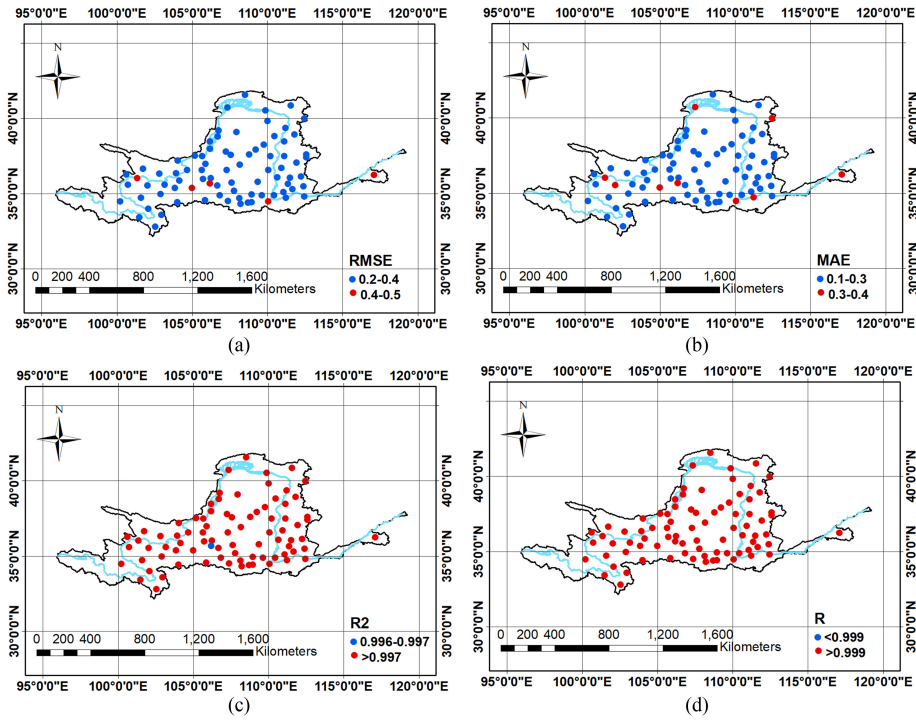 95°0'0"E 100°0'0"E 105°0'0"E 110°0'0"E 115°0'0"E 120°0'0"E
N
40°0'0"N 40°0'0"N
35°0'0"N 35°0'0"N
30°0'0"N 30°0'0"N
RMSE
0.2-0.4
0.4-0.5
0 200 400 800 1,200 1,600
Kilometers
95°0'0"E 100°0'0"E 105°0'0"E 110°0'0"E 115°0'0"E 120°0'0"E
(a)
95°0'0"E 100°0'0"E 105°0'0"E 110°0'0"E 115°0'0"E 120°0'0"E
N
40°0'0"N 40°0'0"N
35°0'0"N 35°0'0"N
30°0'0"N 30°0'0"N
MAE
0.1-0.3
0.3-0.4
0 200 400 800 1,200 1,600
Kilometers
95°0'0"E 100°0'0"E 105°0'0"E 110°0'0"E 115°0'0"E 120°0'0"E
(b)
95°0'0"E 100°0'0"E 105°0'0"E 110°0'0"E 115°0'0"E 120°0'0"E
N
40°0'0"N 40°0'0"N
35°0'0"N 35°0'0"N
30°0'0"N 30°0'0"N
R2
0.996-0.997
>0.997
0 200 400 800 1,200 1,600
Kilometers
95°0'0"E 100°0'0"E 105°0'0"E 110°0'0"E 115°0'0"E 120°0'0"E
(c)
95°0'0"E 100°0'0"E 105°0'0"E 110°0'0"E 115°0'0"E 120°0'0"E
N
40°0'0"N 40°0'0"N
35°0'0"N 35°0'0"N
30°0'0"N 30°0'0"N
R
<0.999
>0.999
0 200 400 800 1,200 1,600
Kilometers
95°0'0"E 100°0'0"E 105°0'0"E 110°0'0"E 115°0'0"E 120°0'0"E
(d)